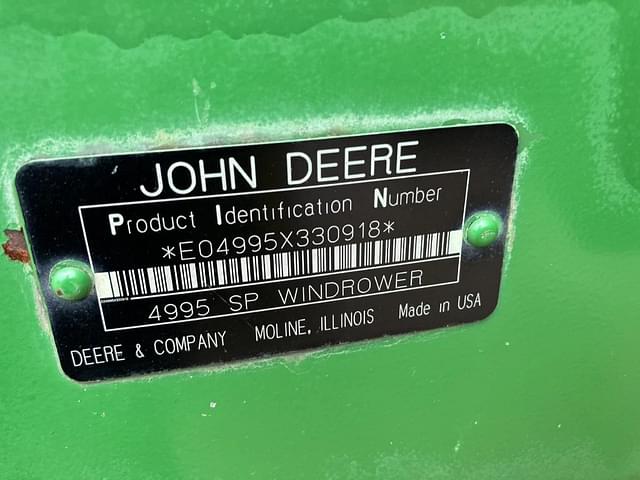 JOHN DEERE
Product Identification Number
*E04995X330918*
4995 SP WINDROWER
DEERE & COMPANY MOLINE, ILLINOIS Made in USA